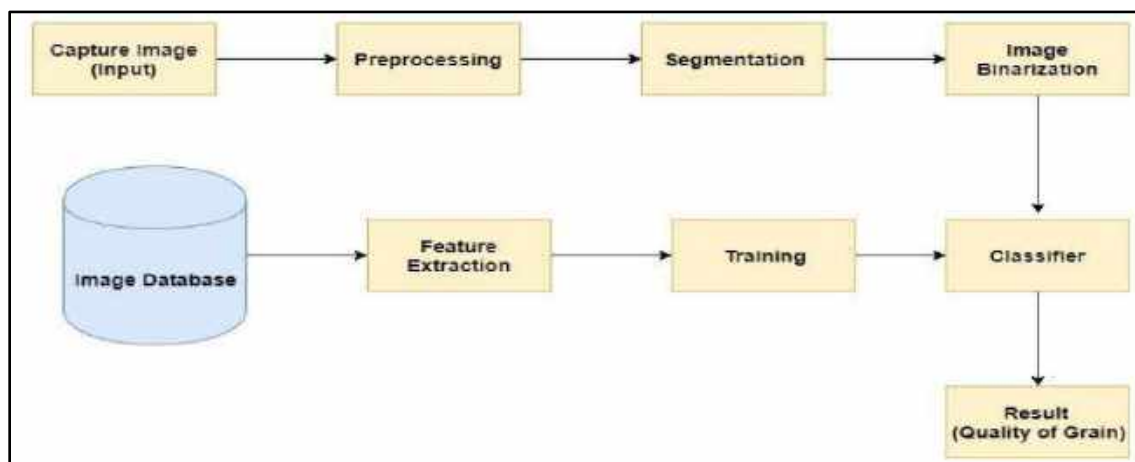 Capture Image
(Input)
Preprocessing
Segmentation
Image
Binarization
Image Database
Feature
Extraction
Training
Classifier
Result
(Quality of Grain)